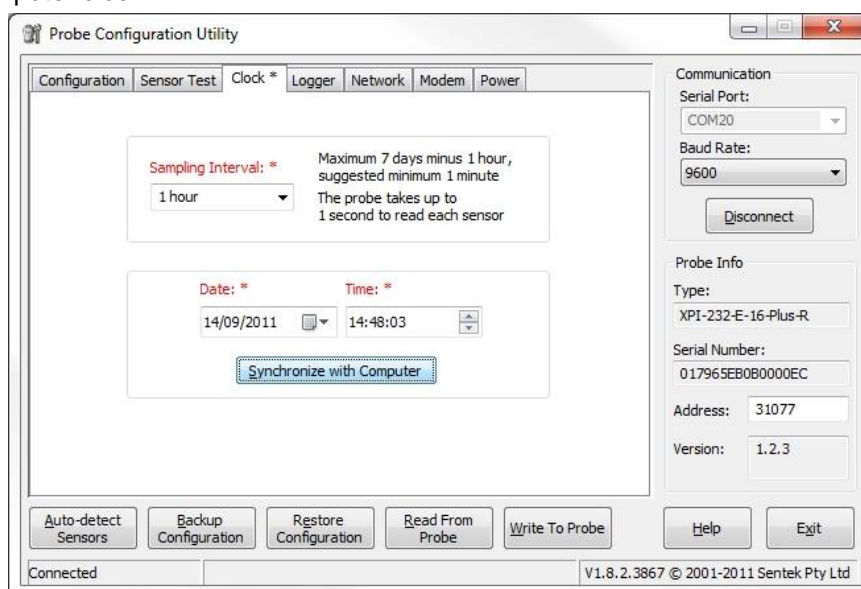 Probe Configuration Utility
Configuration Sensor Test Clock * Logger Network Modem Power
Sampling Interval: *
1 hour
Maximum 7 days minus 1 hour,
suggested minimum 1 minute
The probe takes up to
1 second to read each sensor
Date: *
Time: *
14/09/2011
14:48:03
Synchronize with Computer
Communication
Serial Port:
COM20
Baud Rate:
9600
Disconnect
Probe Info
Type:
XPI-232-E-16-Plus-R
Serial Number:
017965EB0B0000EC
Address: 31077
Version: 1.2.3
Auto-detect
Sensors
Backup
Configuration
Restore
Configuration
Read From
Probe
Write To Probe
Help
Exit
Connected
V1.8.2.3867 © 2001-2011 Sentek Pty Ltd